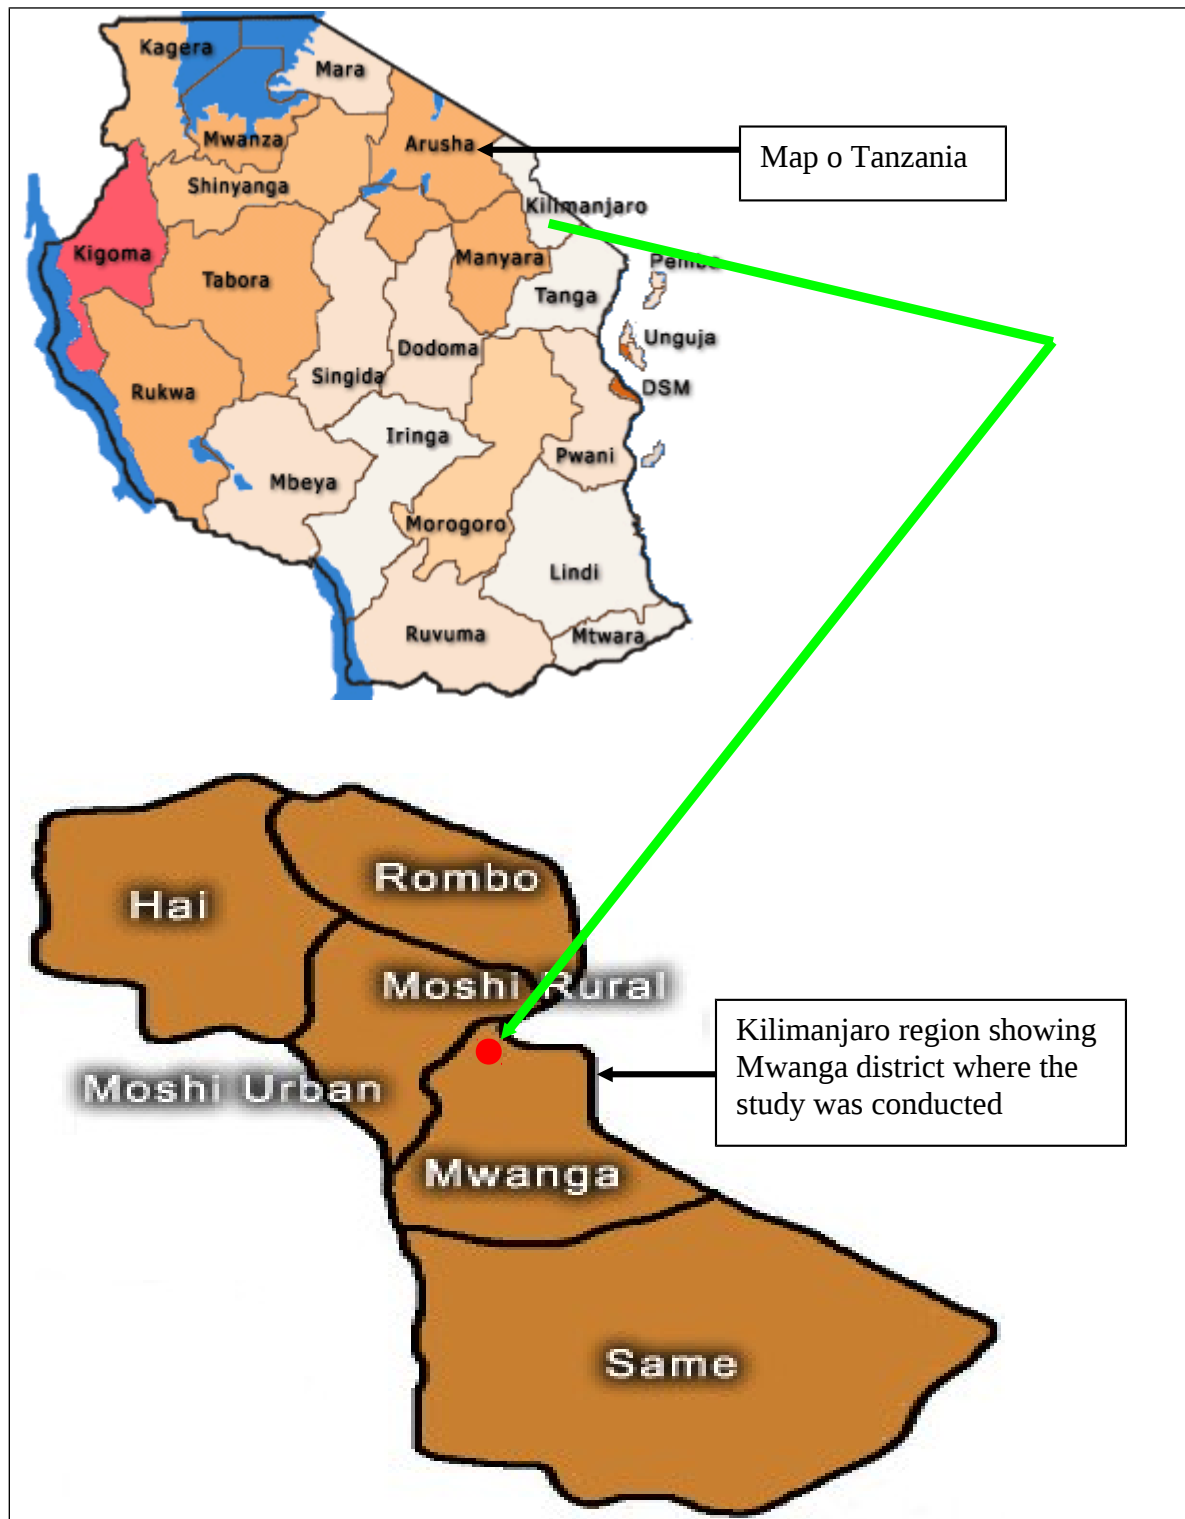 Kagera
Mara
Mwanza
Arusha
Map o Tanzania
Shinyanga
Kilimanjaro
Kigoma
Manyara
Pemba
Tabora
Tanga
Unguja
Dodoma
Singida
DSM
Rukwa
Iringa
Pwani
Mbeya
Morogoro
Lindi
Ruvuma
Mtwara
Rombo
Hai
Moshi Rural
Kilimanjaro region showing
Mwanga district where the
study was conducted
Moshi Urban
Mwanga
Same